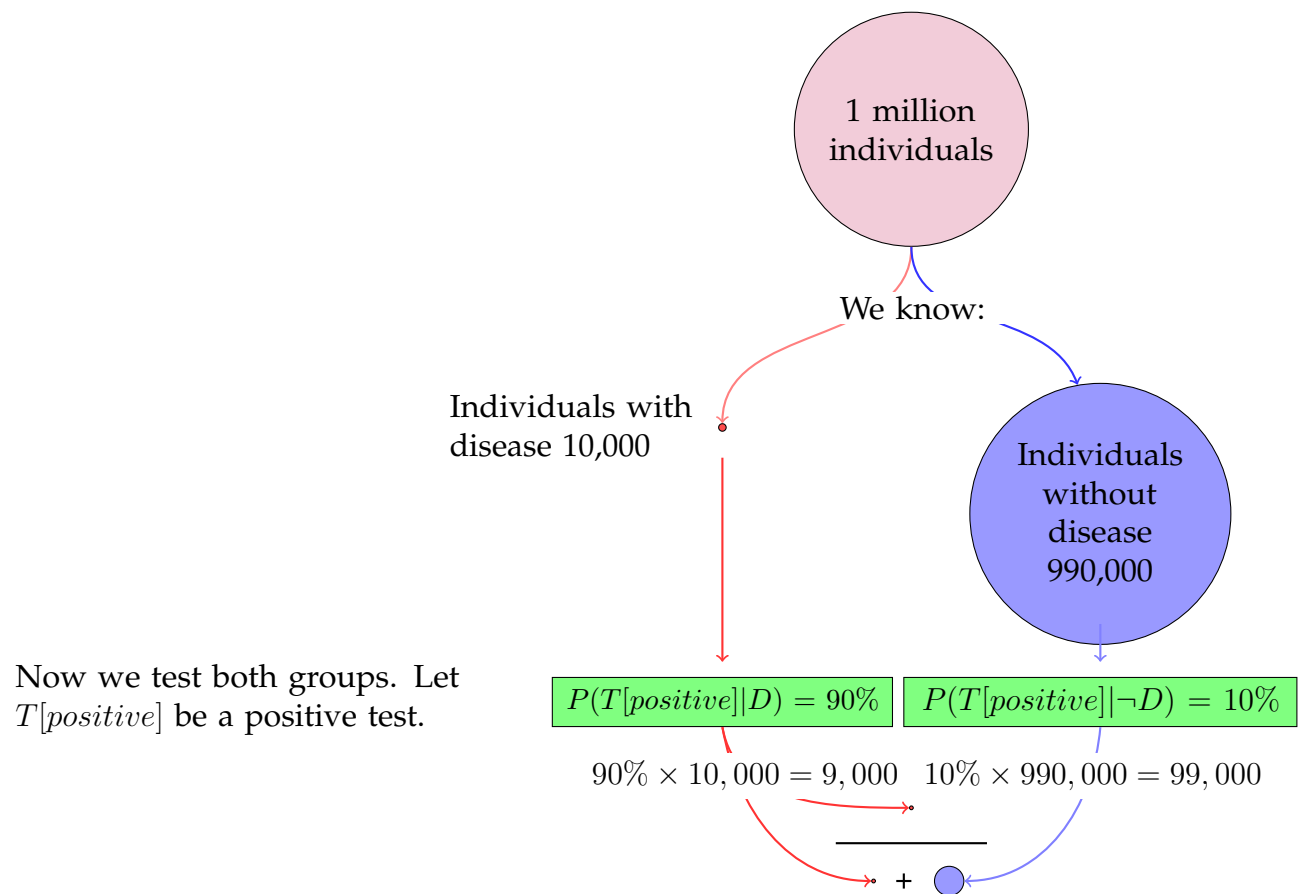 1 million
individuals
We know:
Individuals with
disease 10,000
Individuals
without
disease
990,000
Now we test both groups. Let
T[positive] be a positive test.
P(T[positive]|D) = 90%
P(T[positive]|¬D) = 10%
90% × 10,000 = 9,000
10% × 990,000 = 99,000
+